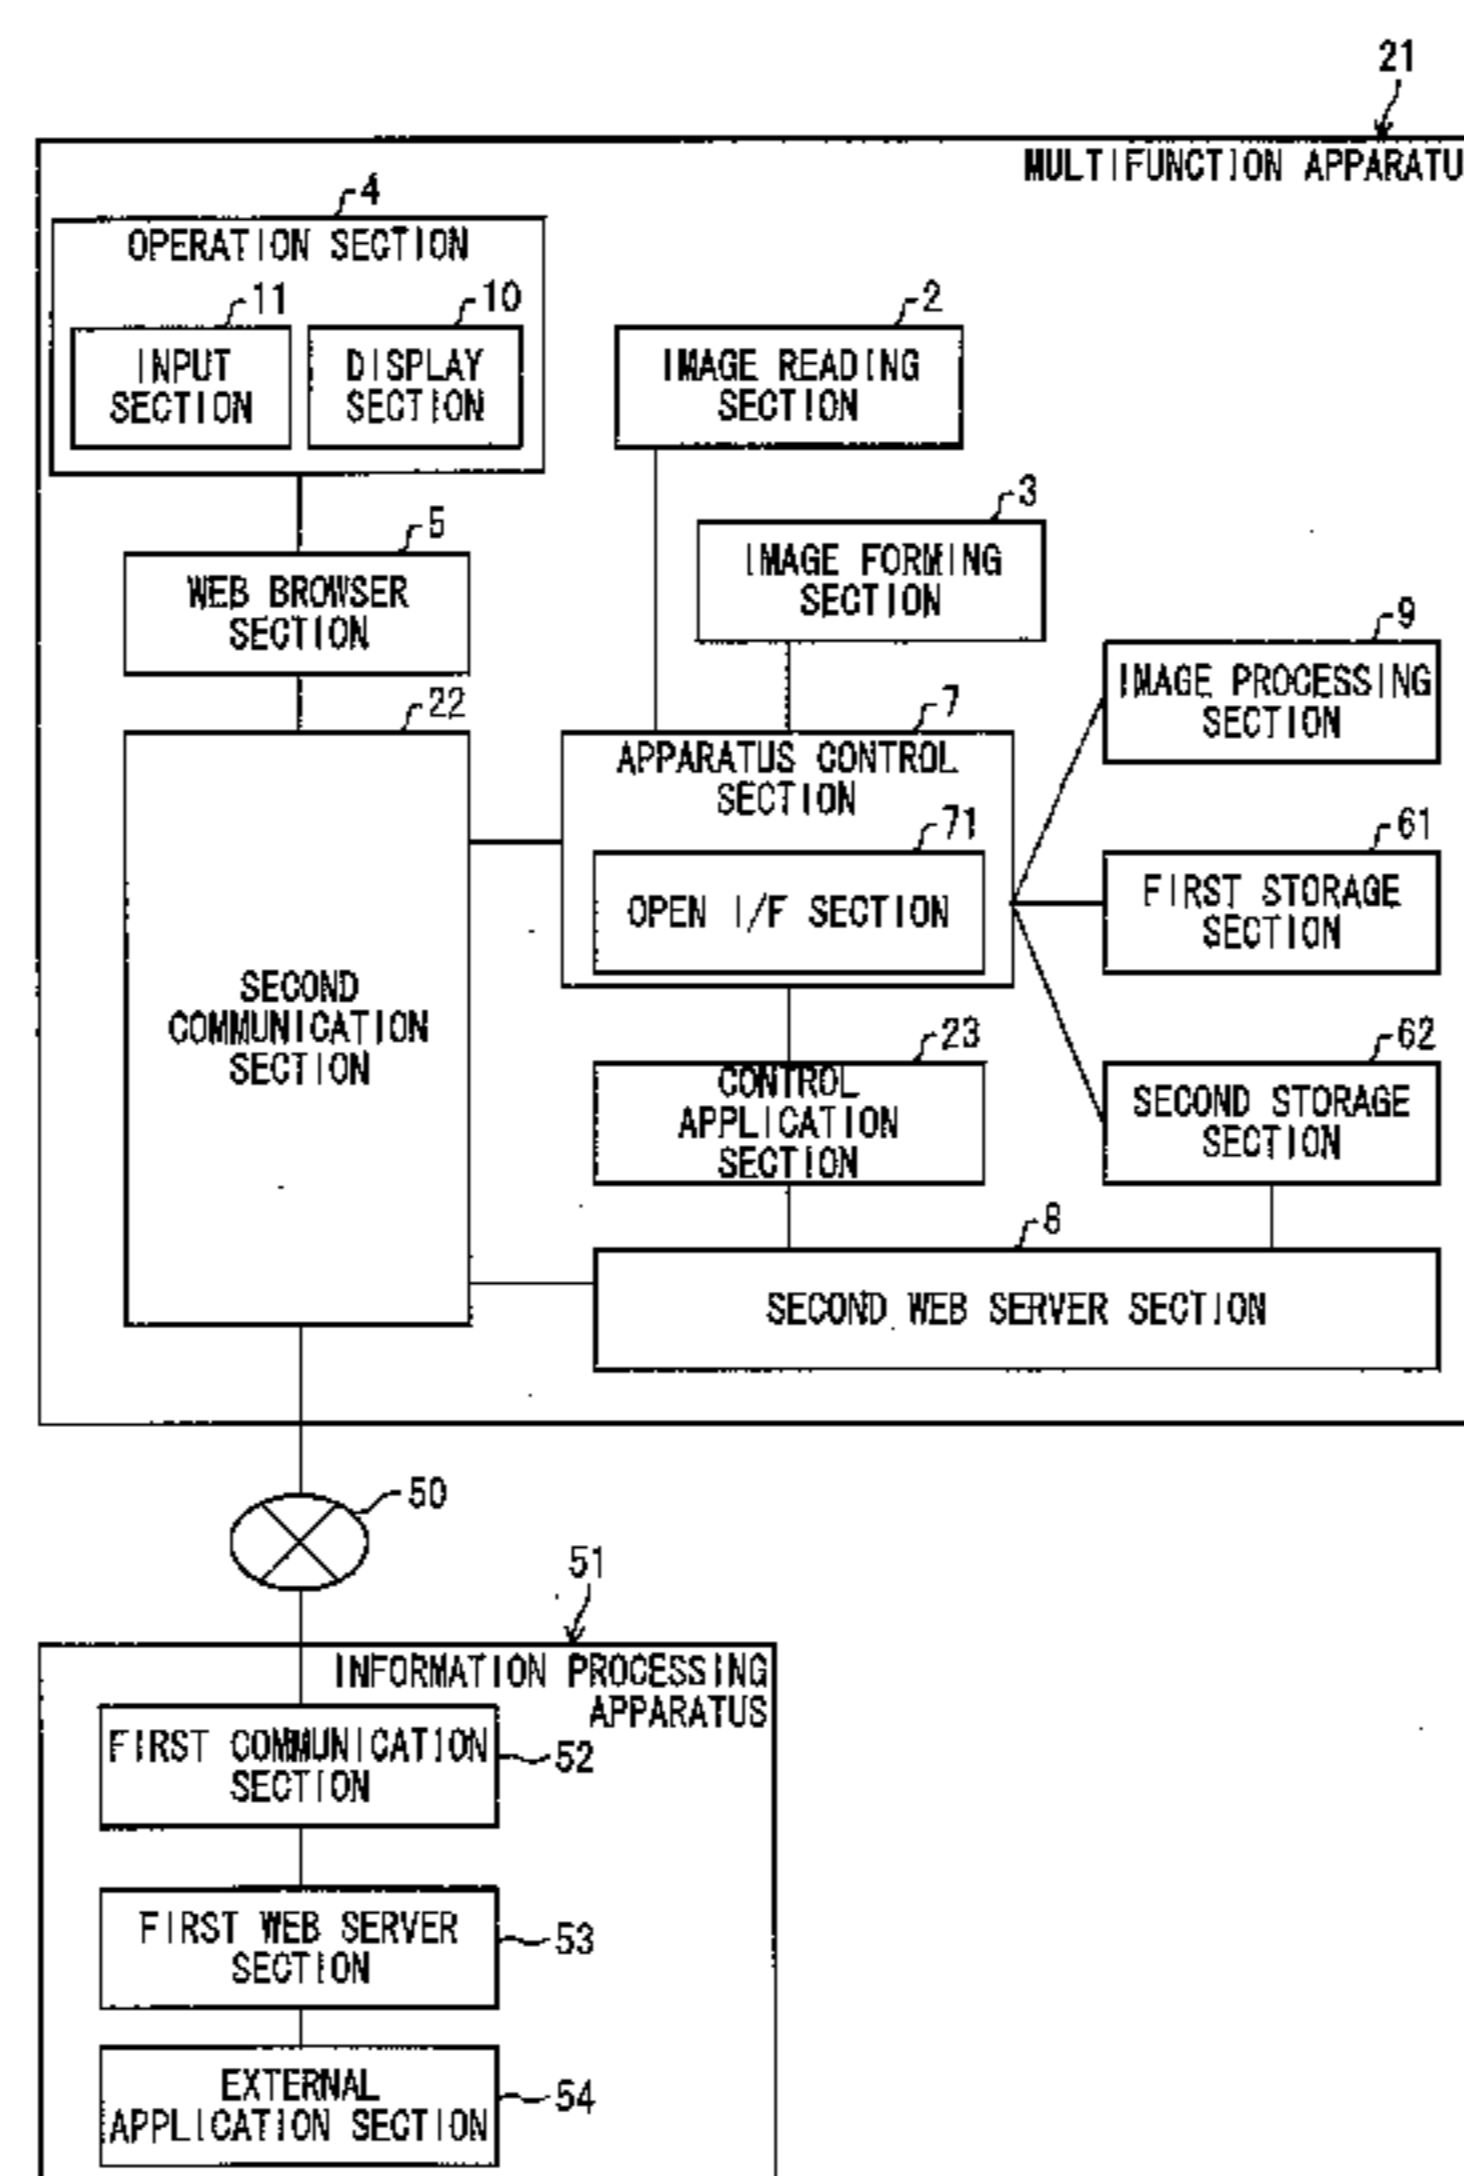 21
MULTIFUNCTION APPARATU
4
OPERATION SECTION
11
10
INPUT
SECTION
DISPLAY
SECTION
2
IMAGE READING
SECTION
3
IMAGE FORMING
SECTION
5
WEB BROWSER
SECTION
9
IMAGE PROCESSING
SECTION
22
7
APPARATUS CONTROL
SECTION
71
OPEN I/F SECTION
61
FIRST STORAGE
SECTION
SECOND
COMMUNICATION
SECTION
23
CONTROL
APPLICATION
SECTION
62
SECOND STORAGE
SECTION
8
SECOND WEB SERVER SECTION
50
51
INFORMATION PROCESSING
APPARATUS
FIRST COMMUNICATION
SECTION
52
FIRST WEB SERVER
SECTION
53
EXTERNAL
APPLICATION SECTION
54